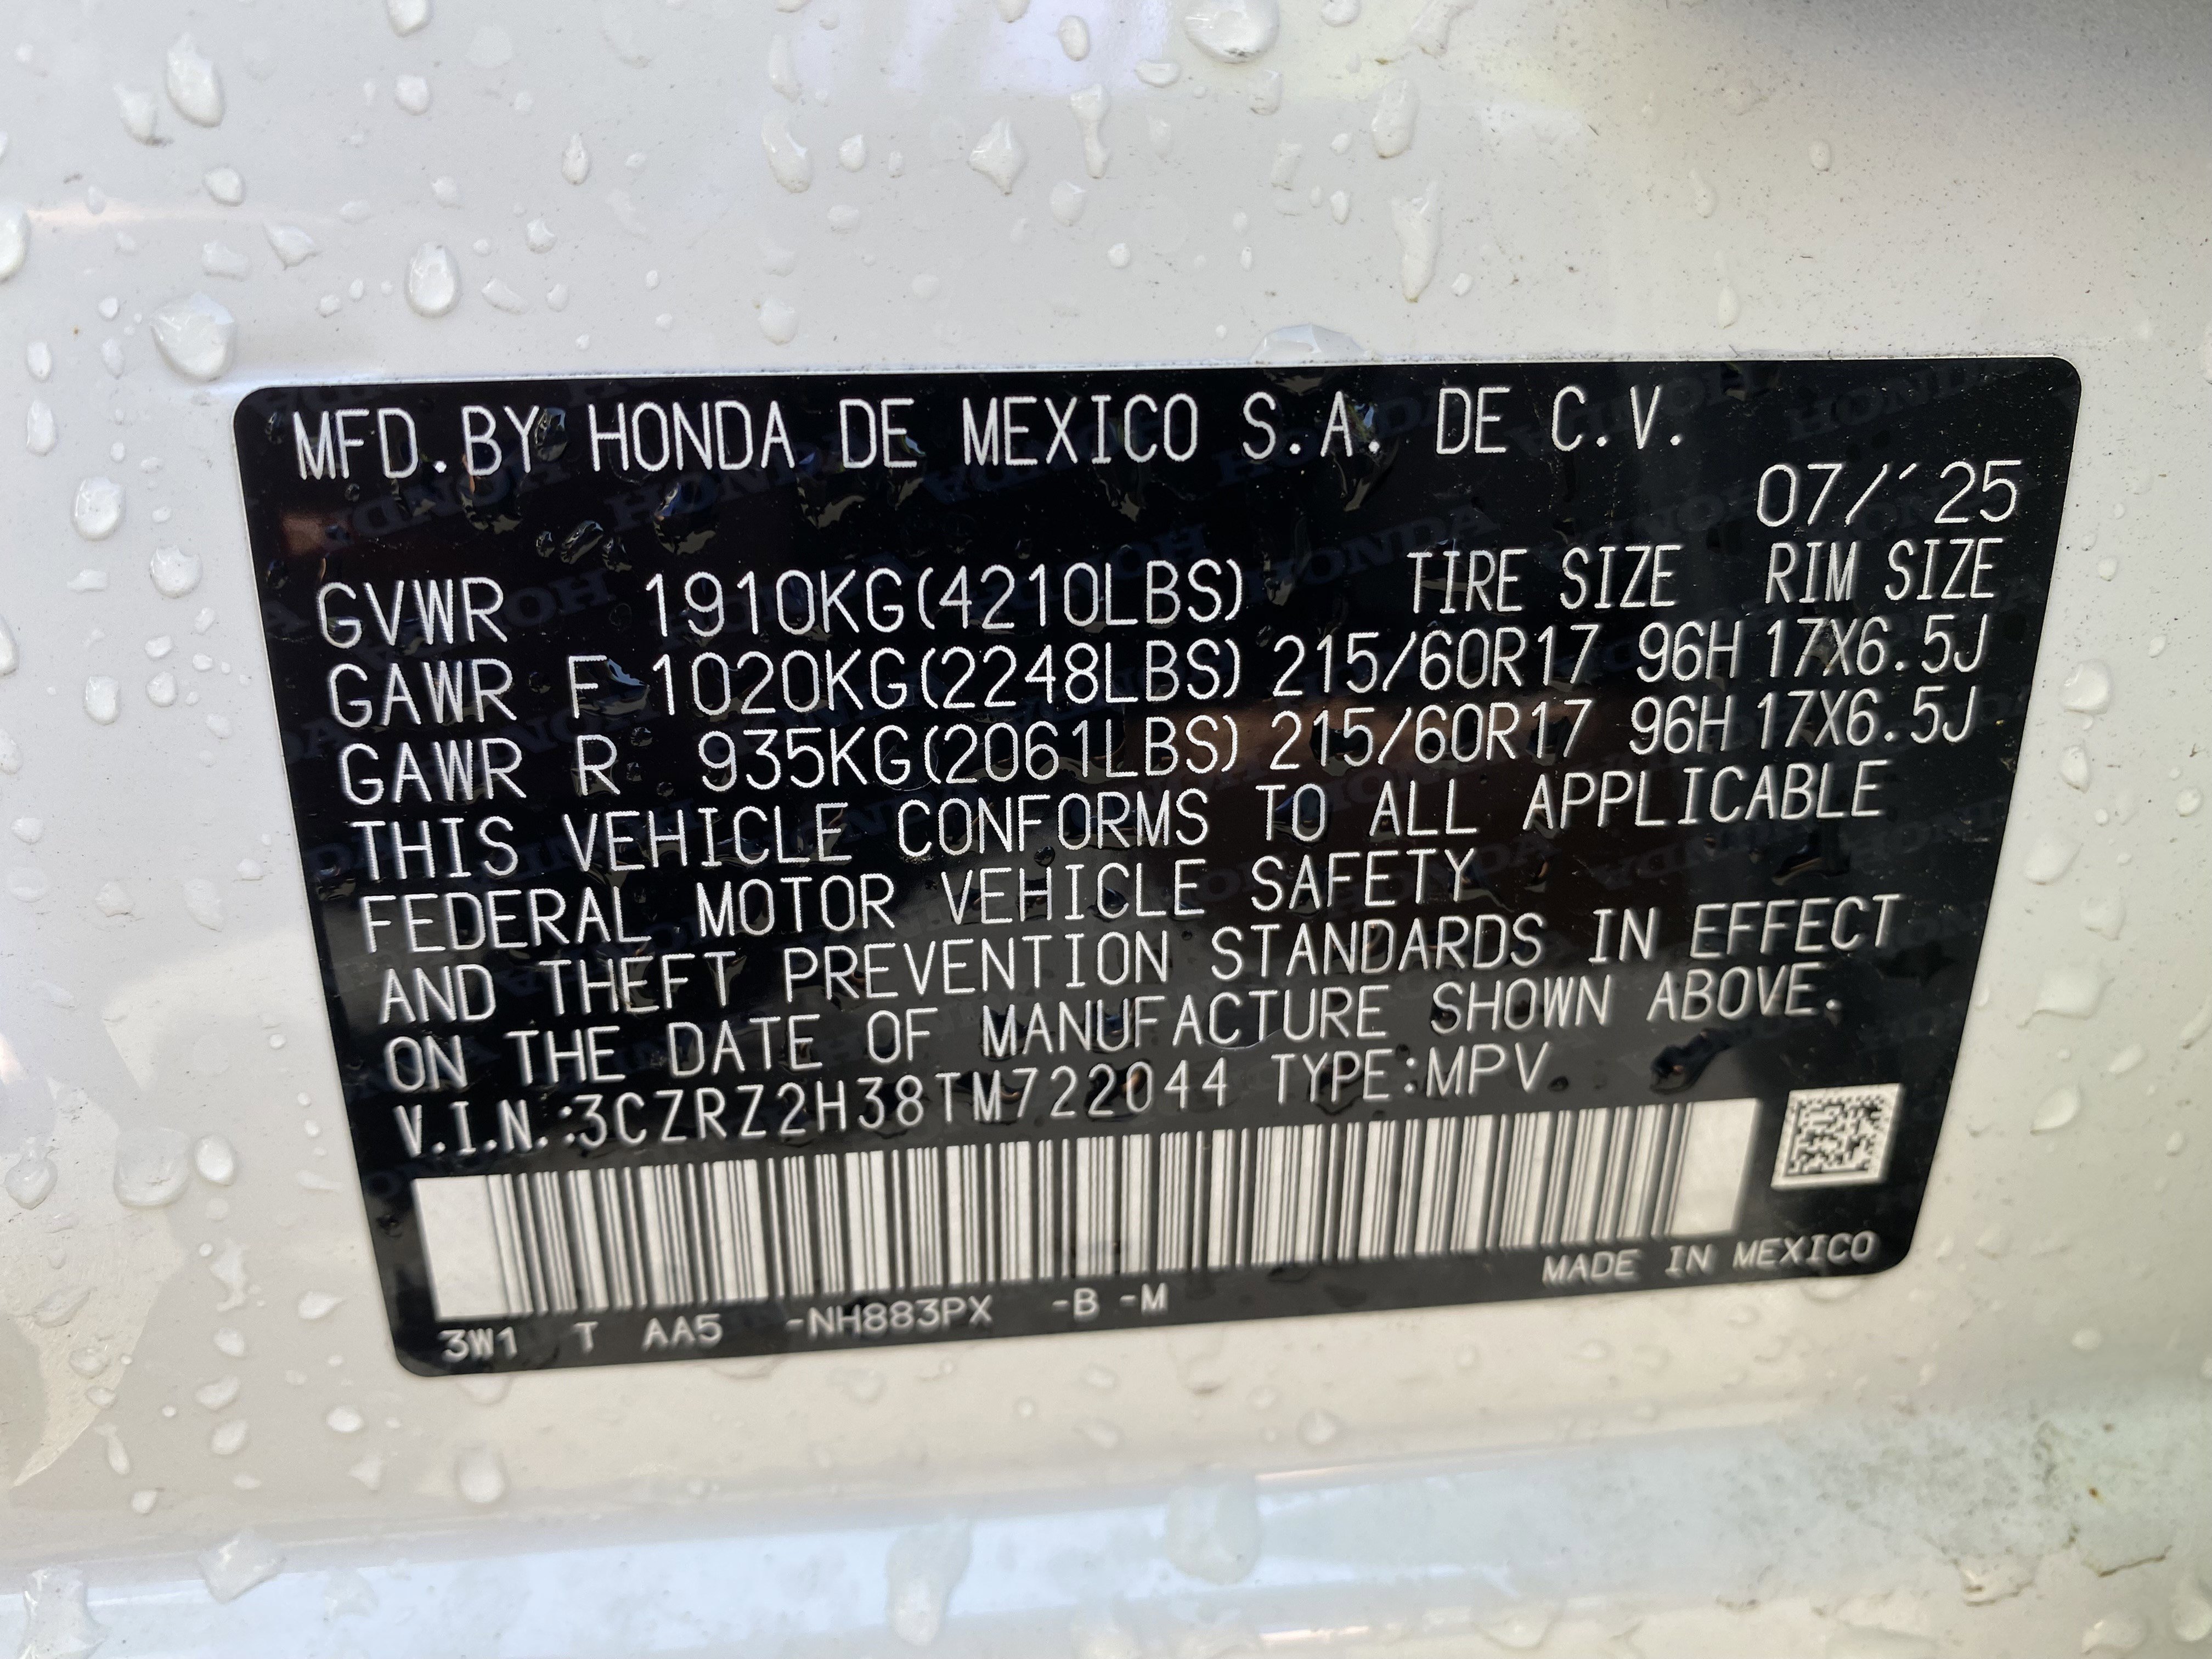 MFD.BY HONDA DE MEXICO S.A. DE C.V.
07/'25
GVWR 1910KG(4210LBS) TIRE SIZE RIM SIZE
GAWR F 1020KG(2248LBS) 215/60R17 96H 17X6.5J
GAWR R 935KG(2061LBS) 215/60R17 96H 17X6.5J
THIS VEHICLE CONFORMS TO ALL APPLICABLE
FEDERAL MOTOR VEHICLE SAFETY
AND THEFT PREVENTION STANDARDS IN EFFECT
ON THE DATE OF MANUFACTURE SHOWN ABOVE.
V.I.N.:3CZRZ2H38TM722044 TYPE:MPV
MADE IN MEXICO
3W1 T AA5 -NH883PX -B -M